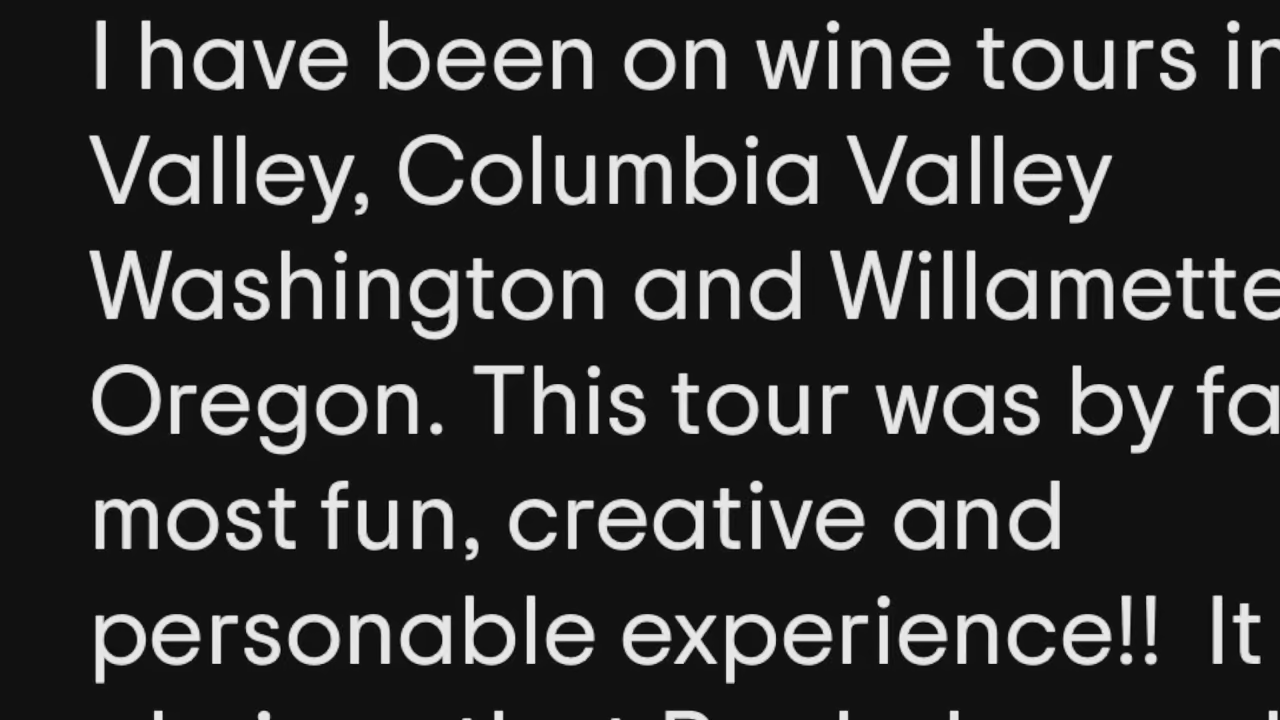 I have been on wine tours in
Valley, Columbia Valley
Washington and Willamette
Oregon. This tour was by fa
most fun, creative and
personable experience!!  It
that